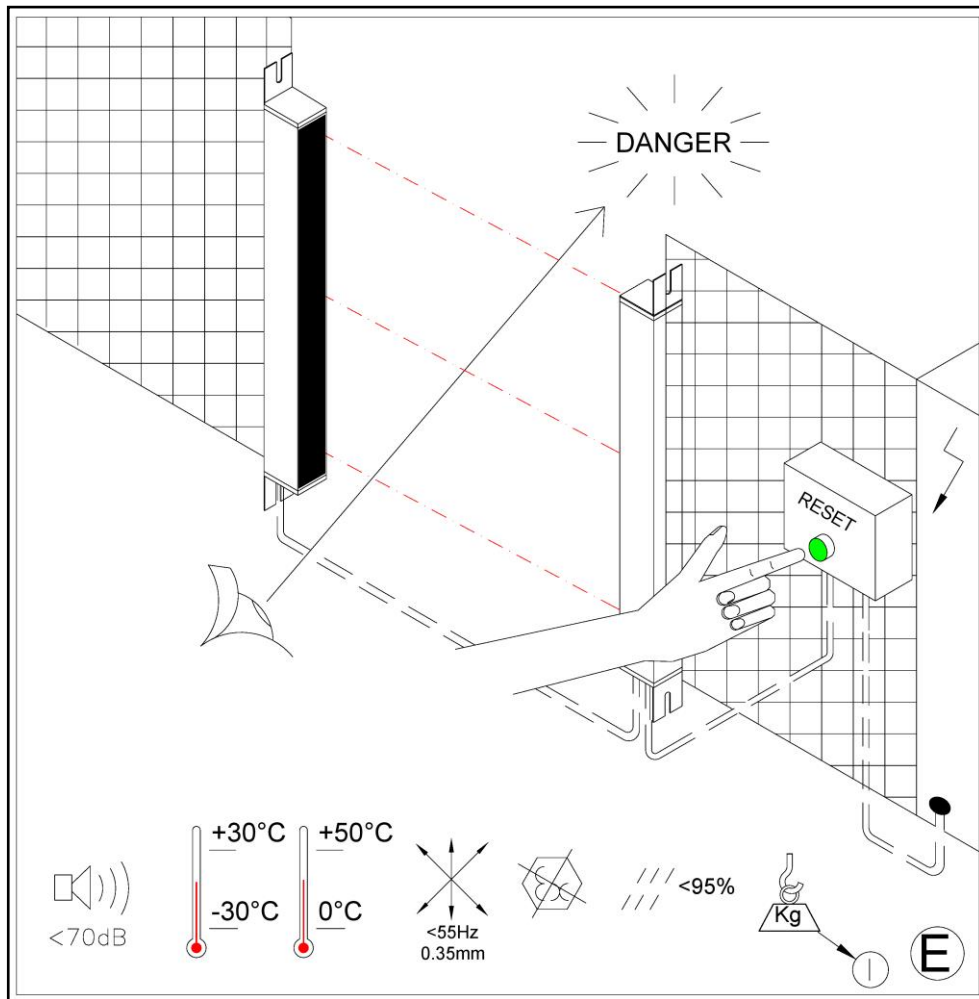 DANGER
RESET
+30°C
-30°C
+50°C
0°C
<70dB
<55Hz
0.35mm
<95%
Kg
I
E